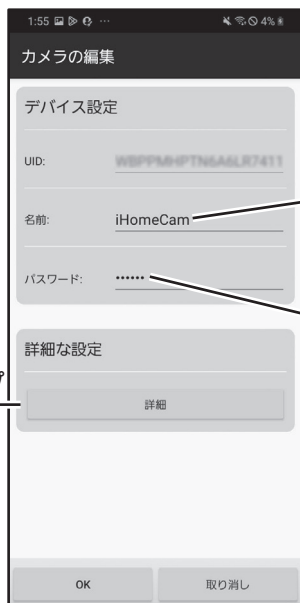 1:55 ... 4%
カメラの編集
デバイス設定
UID:
名前: iHomeCam
パスワード: ••••••
詳細な設定
プ
詳細
OK 取り消し